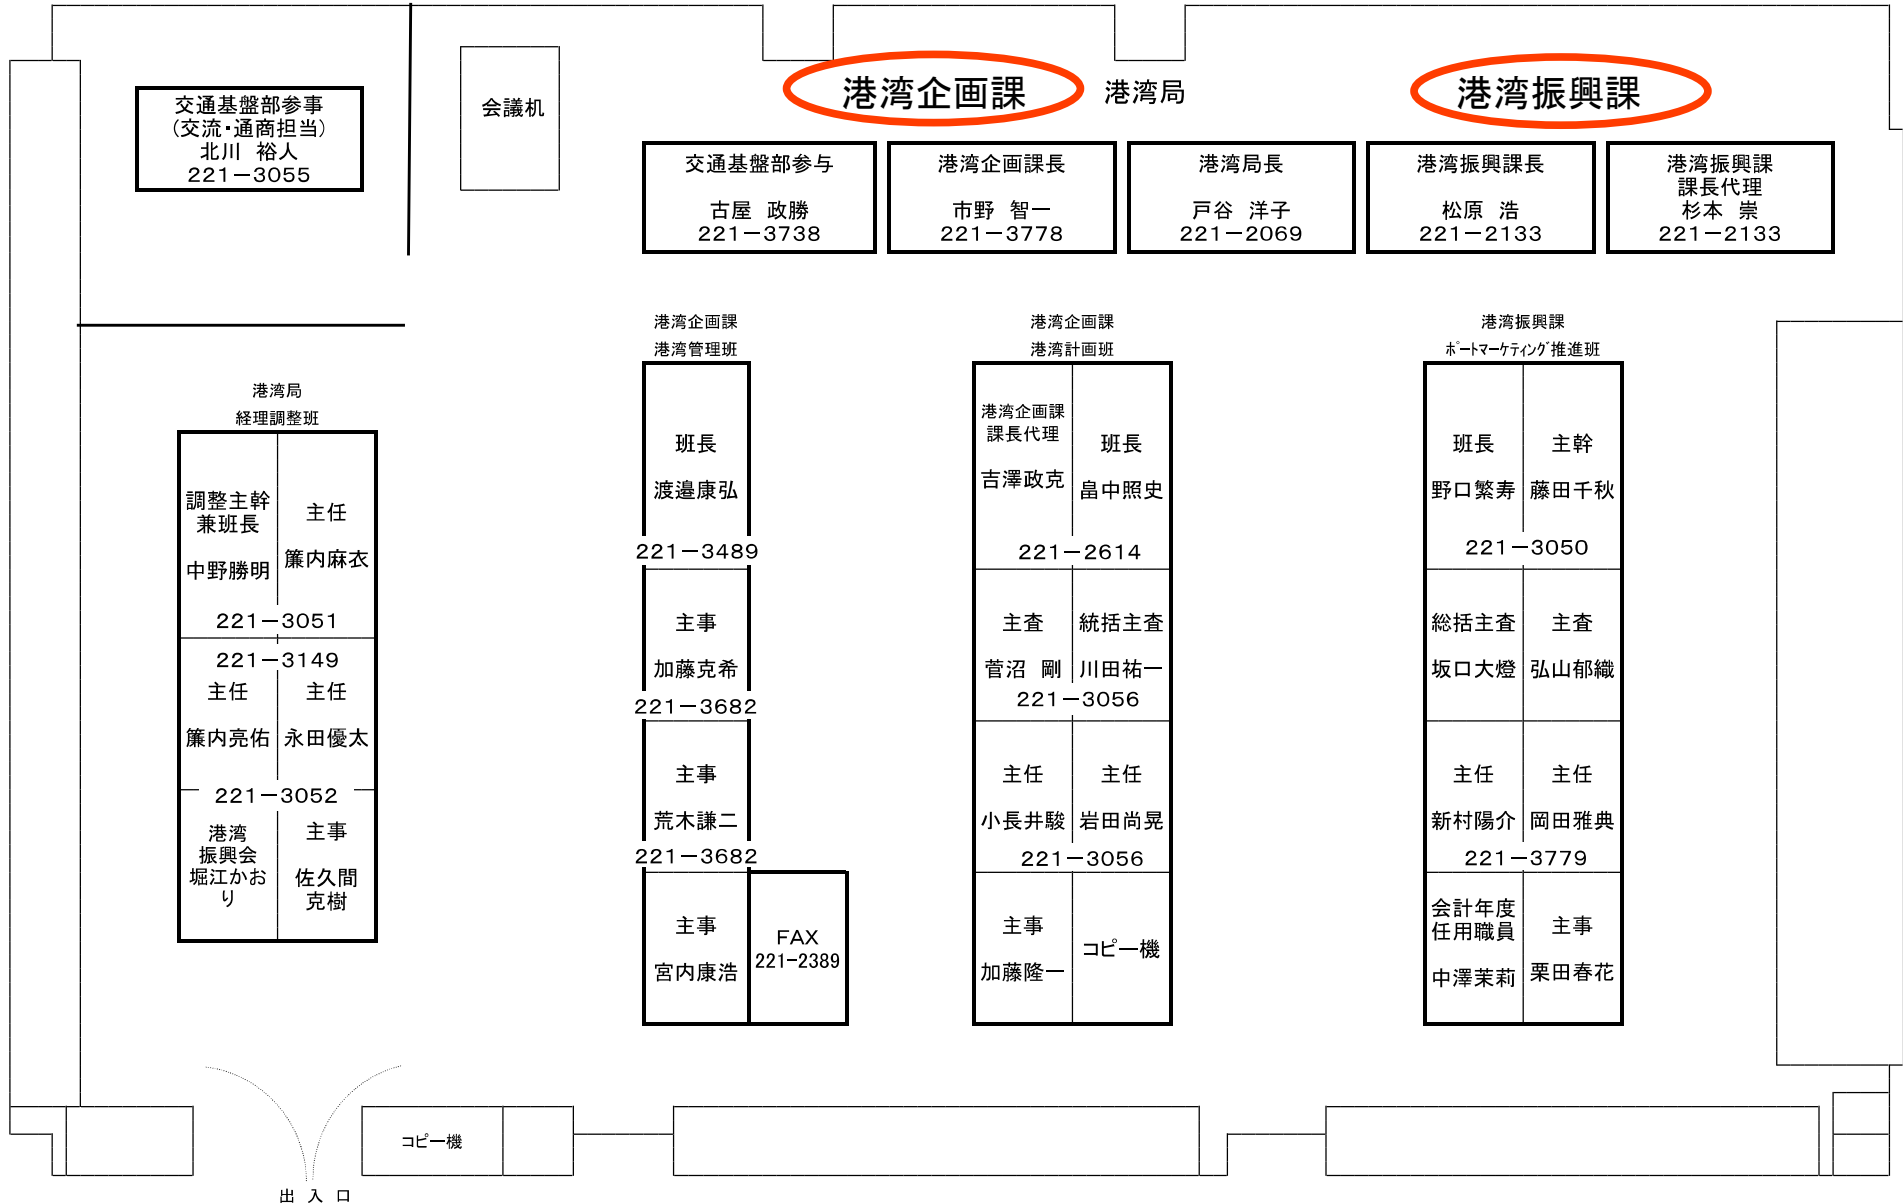 港湾企画課
港湾局
港湾振興課
交通基盤部参事
(交流・通商担当)
北川 裕人
221－3055
会議机
交通基盤部参与
古屋 政勝
221－3738
港湾企画課長
市野 智一
221－3778
港湾局長
戸谷 洋子
221－2069
港湾振興課長
松原 浩
221－2133
港湾振興課
課長代理
杉本 崇
221－2133
港湾局
経理調整班
調整主幹
兼班長
中野勝明
主任
簾内麻衣
221－3051
221－3149
主任
簾内亮佑
主任
永田優太
221－3052
港湾
振興会
堀江かお
り
主事
佐久間
克樹
港湾企画課
港湾管理班
班長
渡邉康弘
221－3489
主事
加藤克希
221－3682
主事
荒木謙二
221－3682
主事
宮内康浩
FAX
221-2389
港湾企画課
港湾計画班
港湾企画課
課長代理
吉澤政克
班長
畠中照史
221－2614
主査
菅沼 剛
統括主査
川田祐一
221－3056
主任
小長井駿
主任
岩田尚晃
221－3056
主事
加藤隆一
コピー機
港湾振興課
ﾎﾟｰﾄﾏｰｹﾃｨﾝｸﾞ推進班
班長
野口繁寿
主幹
藤田千秋
221－3050
総括主査
坂口大燈
主査
弘山郁織
主任
新村陽介
主任
岡田雅典
221－3779
会計年度
任用職員
中澤茉莉
主事
栗田春花
コピー機
出 入 口